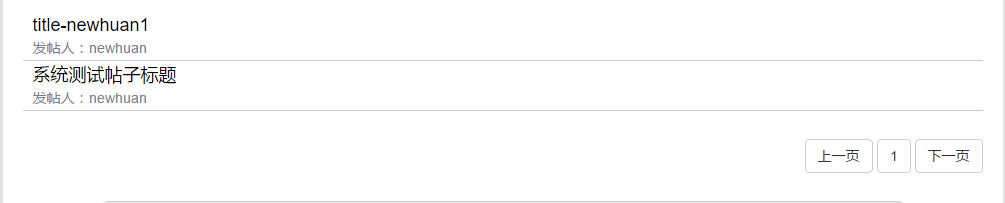 title-newhuan1
发帖人：newhuan
系统测试帖子标题
发帖人：newhuan
上一页 1 下一页